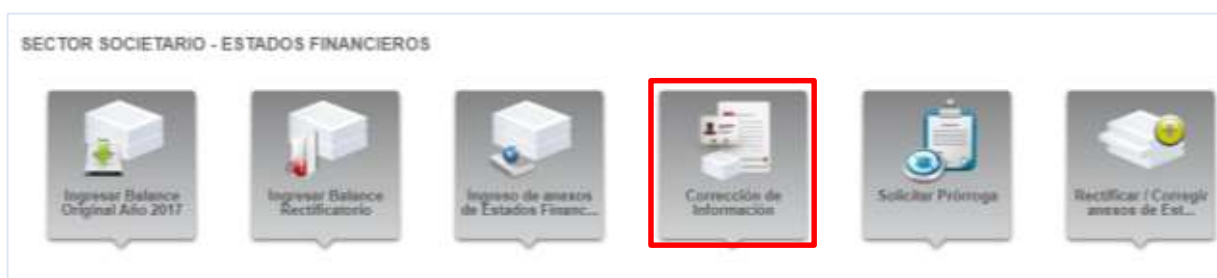 SECTOR SOCIETARIO - ESTADOS FINANCIEROS
Ingresar Balance
Original Año 2017
Ingresar Balance
Rectificatorio
Ingreso de anexos
de Estados Financ...
Corrección de
Información
Solicitar Prórroga
Rectificar / Corregir
anexos de Est...